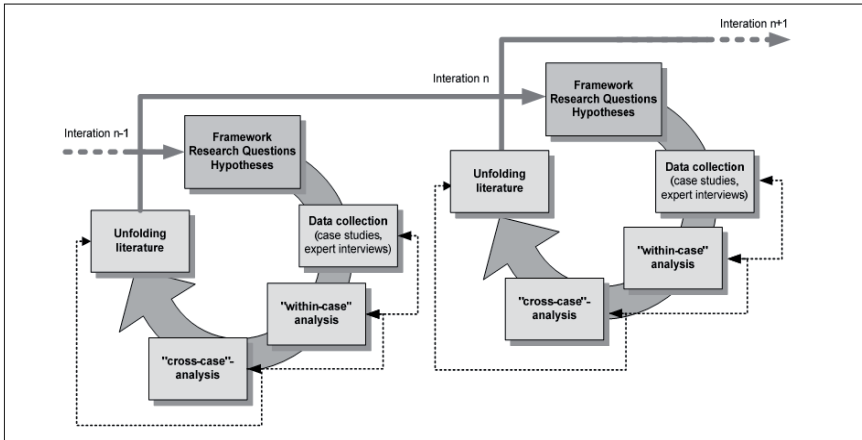 Interation n+1
Interation n
Framework
Research Questions
Hypotheses
Interation n-1
Framework
Research Questions
Hypotheses
Unfolding
literature
Data collection
(case studies,
expert interviews)
Unfolding
literature
Data collection
(case studies,
expert interviews)
"within-case"
analysis
"cross-case"-
analysis
"within-case"
analysis
"cross-case"-
analysis